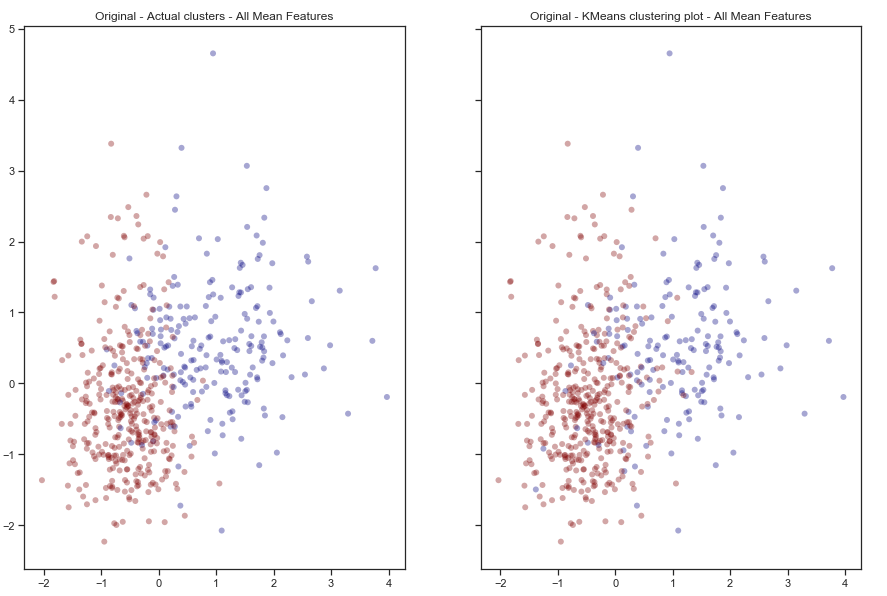 Original - Actual clusters - All Mean Features
Original - KMeans clustering plot - All Mean Features
5
4
3
2
1
0
−1
−2
−2 −1 0 1 2 3 4
−2 −1 0 1 2 3 4